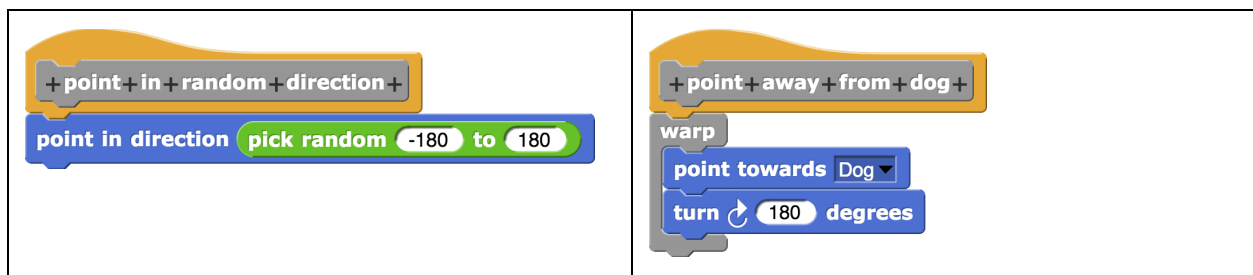 +point+in+random+direction+
point in direction pick random -180 to 180
+point+away+from+dog+
warp
point towards Dog
turn 180 degrees